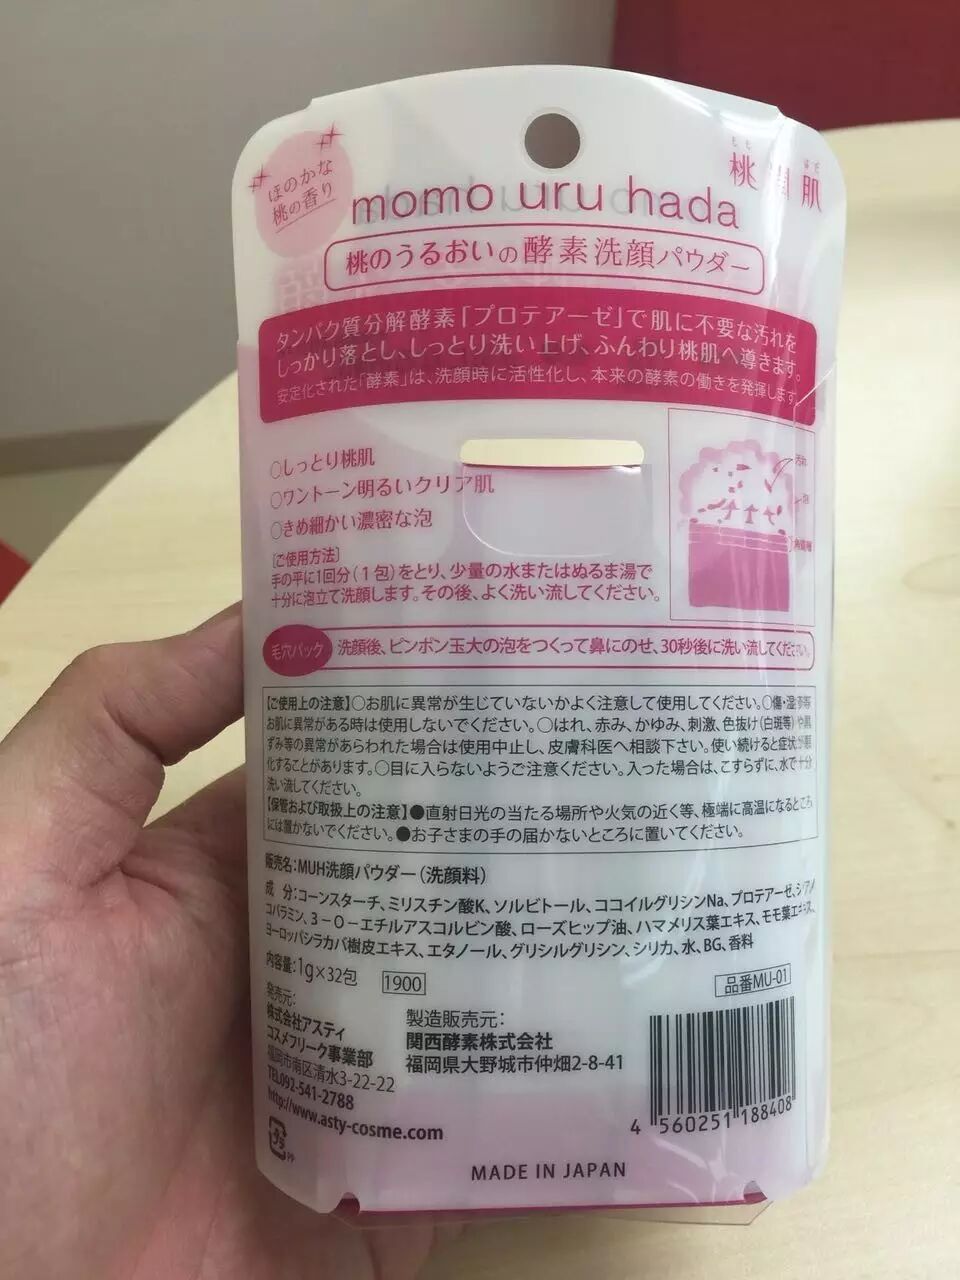 ほのかな
桃の香り
桃潤肌
momo uru hada
桃のうるおいの酵素洗顔パウダー
タンパク質分解酵素「プロテアーゼ」で肌に不要な汚れを
しっかり落とし、しっとり洗い上げ、ふんわり桃肌へ導きます。
安定化された「酵素」は、洗顔時に活性化し、本来の酵素の働きを発揮します。
○しっとり桃肌
○ワントーン明るいクリア肌
○きめ細かい濃密な泡
汚れ
泡
角質層
【ご使用方法】
手の平に1回分(1包)をとり、少量の水またはぬるま湯で
十分に泡立て洗顔します。その後、よく洗い流してください。
毛穴パック 洗顔後、ピンポン玉大の泡をつくって鼻にのせ、30秒後に洗い流してください。
【ご使用上の注意】○お肌に異常が生じていないかよく注意して使用してください。○傷・湿疹等
お肌に異常がある時は使用しないでください。○はれ、赤み、かゆみ、刺激、色抜け(白斑等)や黒
ずみ等の異常があらわれた場合は使用中止し、皮膚科医へ相談下さい。使い続けると症状が悪
化することがあります。○目に入らないようご注意ください。入った場合は、こすらずに、水で十分
洗い流してください。
【保管および取扱上の注意】●直射日光の当たる場所や火気の近く等、極端に高温になるところ
には置かないでください。●お子さまの手の届かないところに置いてください。
販売名:MUH洗顔パウダー(洗顔料)
成 分:コーンスターチ、ミリスチン酸K、ソルビトール、ココイルグリシンNa、プロテアーゼ、シアノ
コバラミン、3-O-エチルアスコルビン酸、ローズヒップ油、ハマメリス葉エキス、モモ葉エキス、
ヨーロッパシラカバ樹皮エキス、エタノール、グリシルグリシン、シリカ、水、BG、香料
内容量:1g×32包 1900
品番MU-01
発売元:
株式会社アスティ
コスメフリーク事業部
福岡市南区清水3-22-22
TEL092-541-2788
http://www.asty-cosme.com
製造販売元:
関西酵素株式会社
福岡県大野城市仲畑2-8-41
4 560251 188408
MADE IN JAPAN